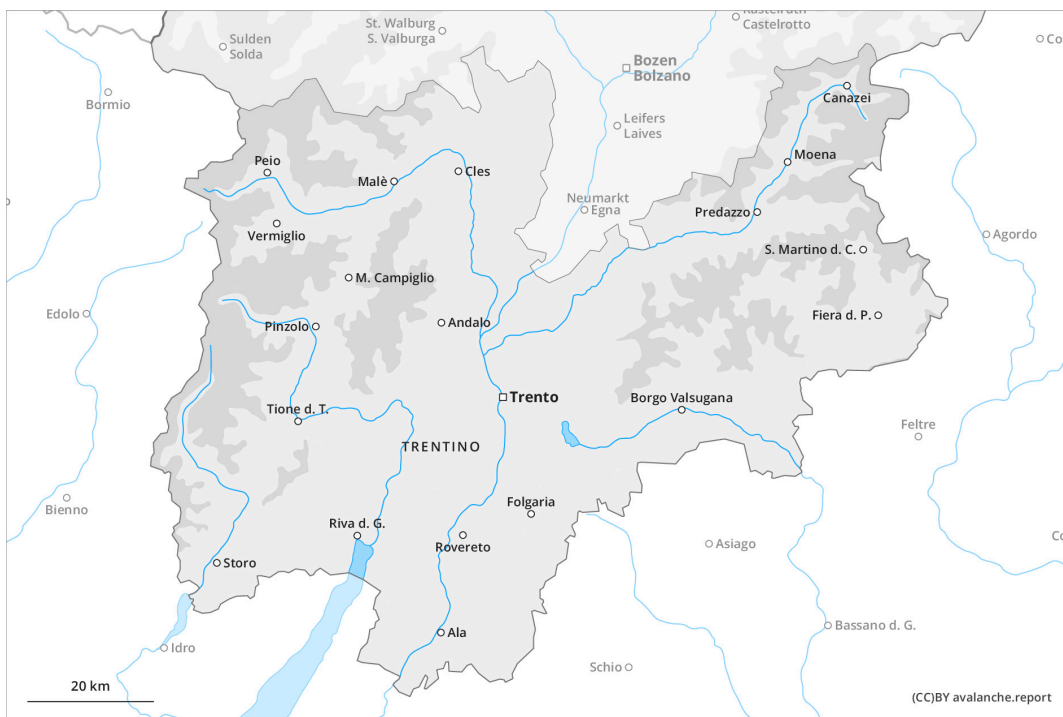 Kastelruth
Castelrotto
St. Walburg
S. Valburga
Sulden
Solda
Co
Bozen
Bolzano
Canazei
Bormio
Leifers
Laives
Moena
Peio
Malè
Cles
Neumarkt
Egna
Predazzo
Vermiglio
Agordo
S. Martino d. C.
M. Campiglio
Edolo
Fiera d. P.
Andalo
Pinzolo
Trento
Borgo Valsugana
Tione d. T.
Feltre
TRENTINO
Bienno
Folgaria
Riva d. G.
Rovereto
Asiago
Co
Storo
Bassano d. G.
Ala
Idro
Schio
20 km
(CC)BY avalanche.report